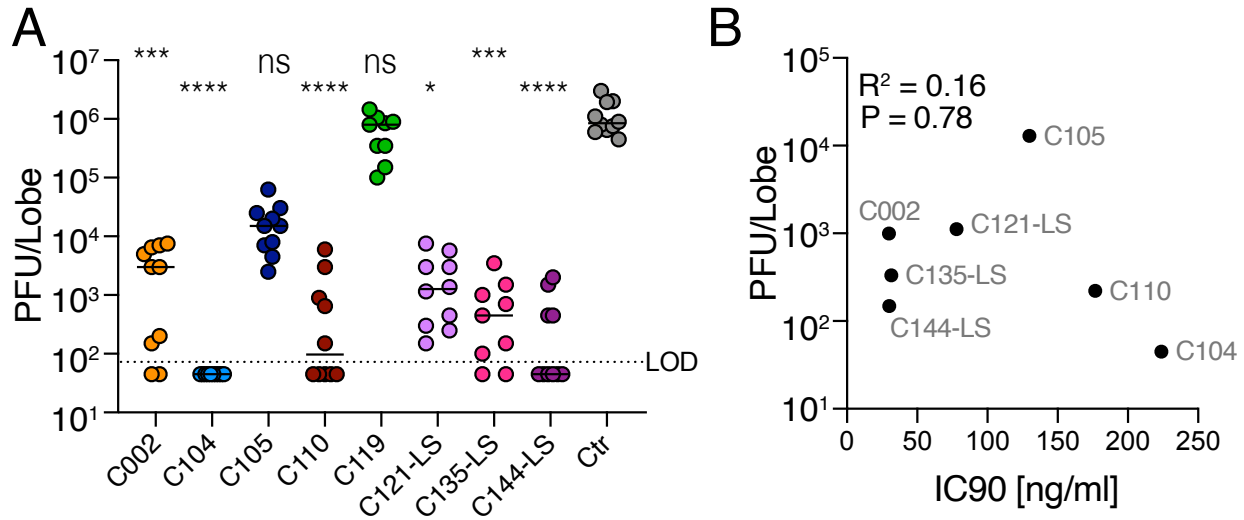 A
*** **** ns **** ns * *** ****
10⁷
10⁶
10⁵
10⁴
10³
10²
10¹
PFU/Lobe
LOD
C002 C104 C105 C110 C119 C121-LS C135-LS C144-LS Ctr
B
R² = 0.16
P = 0.78
10⁵
10⁴
10³
10²
10¹
PFU/Lobe
C105
C002
C121-LS
C135-LS
C110
C144-LS
C104
0 50 100 150 200 250
IC90 [ng/ml]